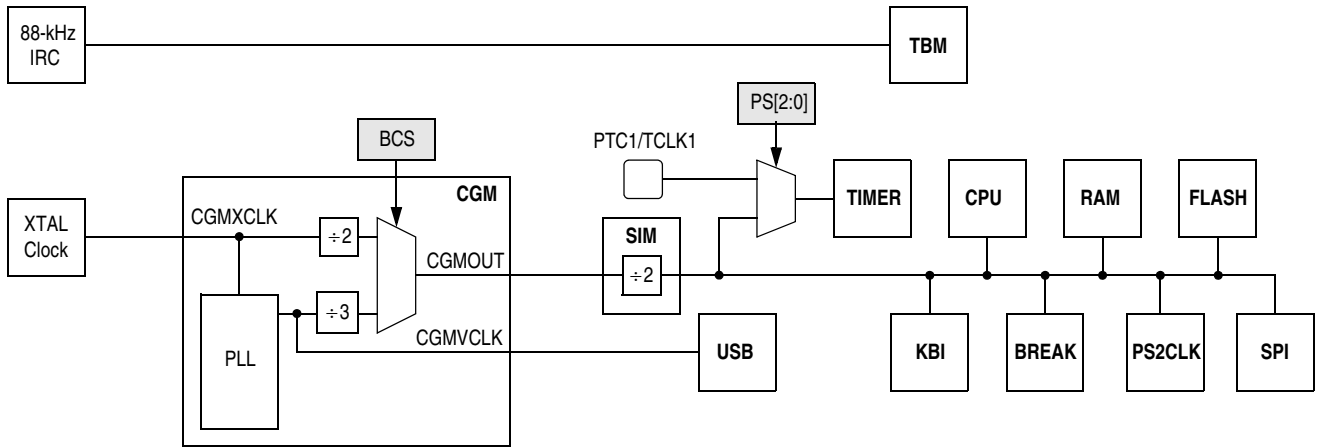 88-kHz
IRC
TBM
PS[2:0]
BCS
PTC1/TCLK1
CGM
TIMER
CPU
RAM
FLASH
XTAL
Clock
CGMXCLK
÷2
SIM
CGMOUT
÷2
÷3
CGMVCLK
PLL
USB
KBI
BREAK
PS2CLK
SPI